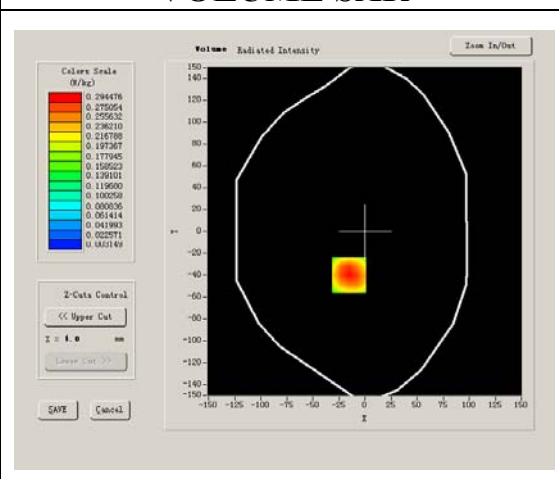 Volume Radiated Intensity
Zoom In/Out
Colors Scale
(W/kg)
0.294476
0.275054
0.255632
0.236210
0.216788
0.197367
0.177945
0.158523
0.139101
0.119680
0.100258
0.080836
0.061414
0.041993
0.022571
0.003149
Z-Cuts Control
<< Upper Cut
Z = 4.0 mm
Lower Cut >>
SAVE
Cancel
150
140
120
100
80
60
40
20
0
-20
-40
-60
-80
-100
-120
-140
-150
Y
-150 -125 -100 -75 -50 -25 0 25 50 75 100 125 150
X